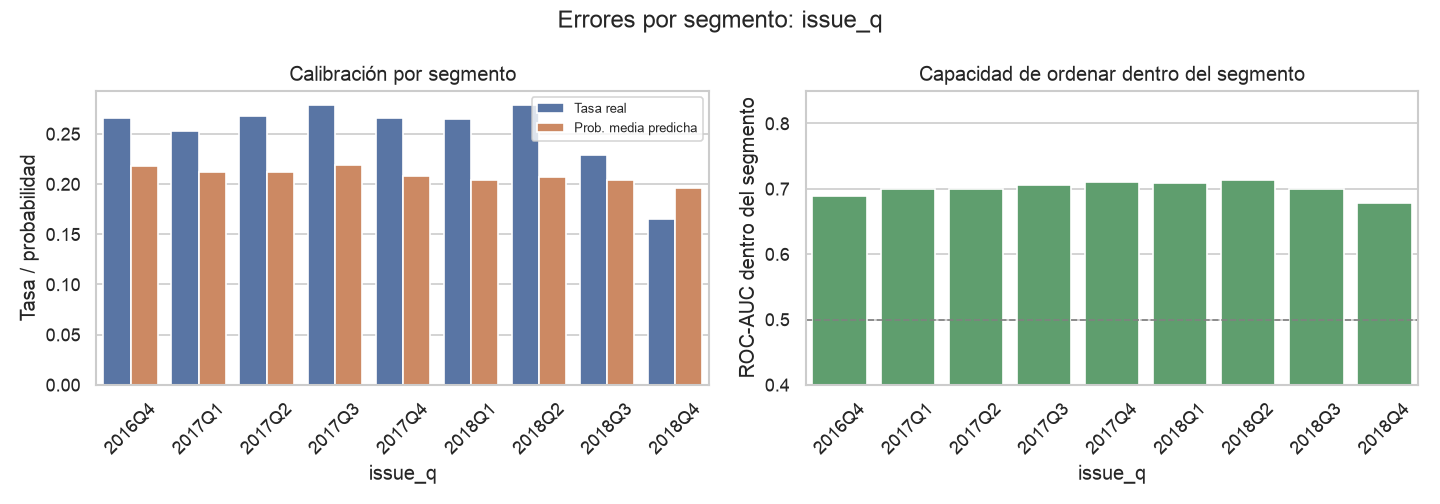 Errores por segmento: issue_q
Calibración por segmento
Tasa real
Prob. media predicha
Tasa / probabilidad
0.25
0.20
0.15
0.10
0.05
0.00
2016Q4
2017Q1
2017Q2
2017Q3
2017Q4
2018Q1
2018Q2
2018Q3
2018Q4
issue_q
Capacidad de ordenar dentro del segmento
ROC-AUC dentro del segmento
0.8
0.7
0.6
0.5
0.4
2016Q4
2017Q1
2017Q2
2017Q3
2017Q4
2018Q1
2018Q2
2018Q3
2018Q4
issue_q